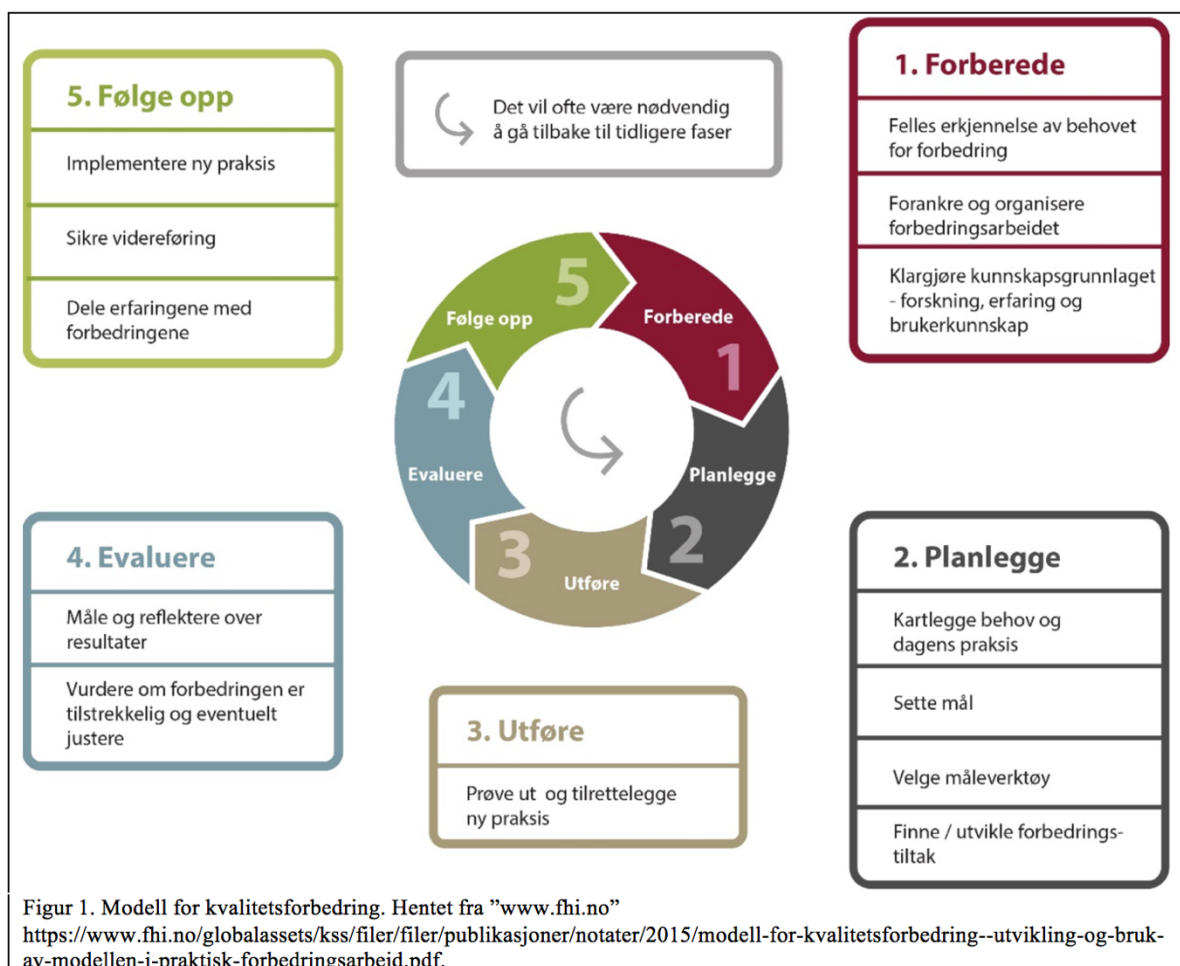 5. Følge opp
Implementere ny praksis
Sikre videreføring
Dele erfaringene med
forbedringene
Det vil ofte være nødvendig
å gå tilbake til tidligere faser
1. Forberede
Felles erkjennelse av behovet
for forbedring
Forankre og organisere
forbedringsarbeidet
Klargjøre kunnskapsgrunnlaget
- forskning, erfaring og
brukerkunnskap
5
Følge opp
Forberede
1
4
Evaluere
Planlegge
2
3
Utføre
4. Evaluere
Måle og reflektere over
resultater
Vurdere om forbedringen er
tilstrekkelig og eventuelt
justere
3. Utføre
Prøve ut og tilrettelegge
ny praksis
2. Planlegge
Kartlegge behov og
dagens praksis
Sette mål
Velge måleverktøy
Finne / utvikle forbedrings-
tiltak
Figur 1. Modell for kvalitetsforbedring. Hentet fra ”www.fhi.no”
https://www.fhi.no/globalassets/kss/filer/filer/publikasjoner/notater/2015/modell-for-kvalitetsforbedring--utvikling-og-bruk-
av-modellen-i-praktisk-forbedringsarbeid.pdf.